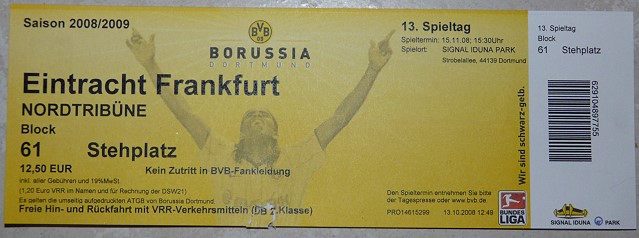 Saison 2008/2009
BVB
09
BORUSSIA
DORTMUND
13. Spieltag
Spieltermin: 15.11.08; 15:30Uhr
Spielort: SIGNAL IDUNA PARK
Strobelallee, 44139 Dortmund
Eintracht Frankfurt
NORDTRIBÜNE
Block
61 Stehplatz
12,50 EUR
Kein Zutritt in BVB-Fankleidung
inkl. aller Gebühren und 19%MwSt.
(1,20 Euro VRR im Namen und für Rechnung der DSW21)
Es gelten die umseitig aufgedruckten ATGB von Borussia Dortmund.
Freie Hin- und Rückfahrt mit VRR-Verkehrsmitteln (DB 2.Klasse)
Den Spieltermin entnehmen Sie bitte
der Tagespresse oder www.bvb.de.
PRO14615299 13.10.2008 12:49
Wir sind schwarz-gelb.
BUNDES
LIGA
13. Spieltag
Block
61 Stehplatz
629104897755
SIGNAL IDUNA
PARK